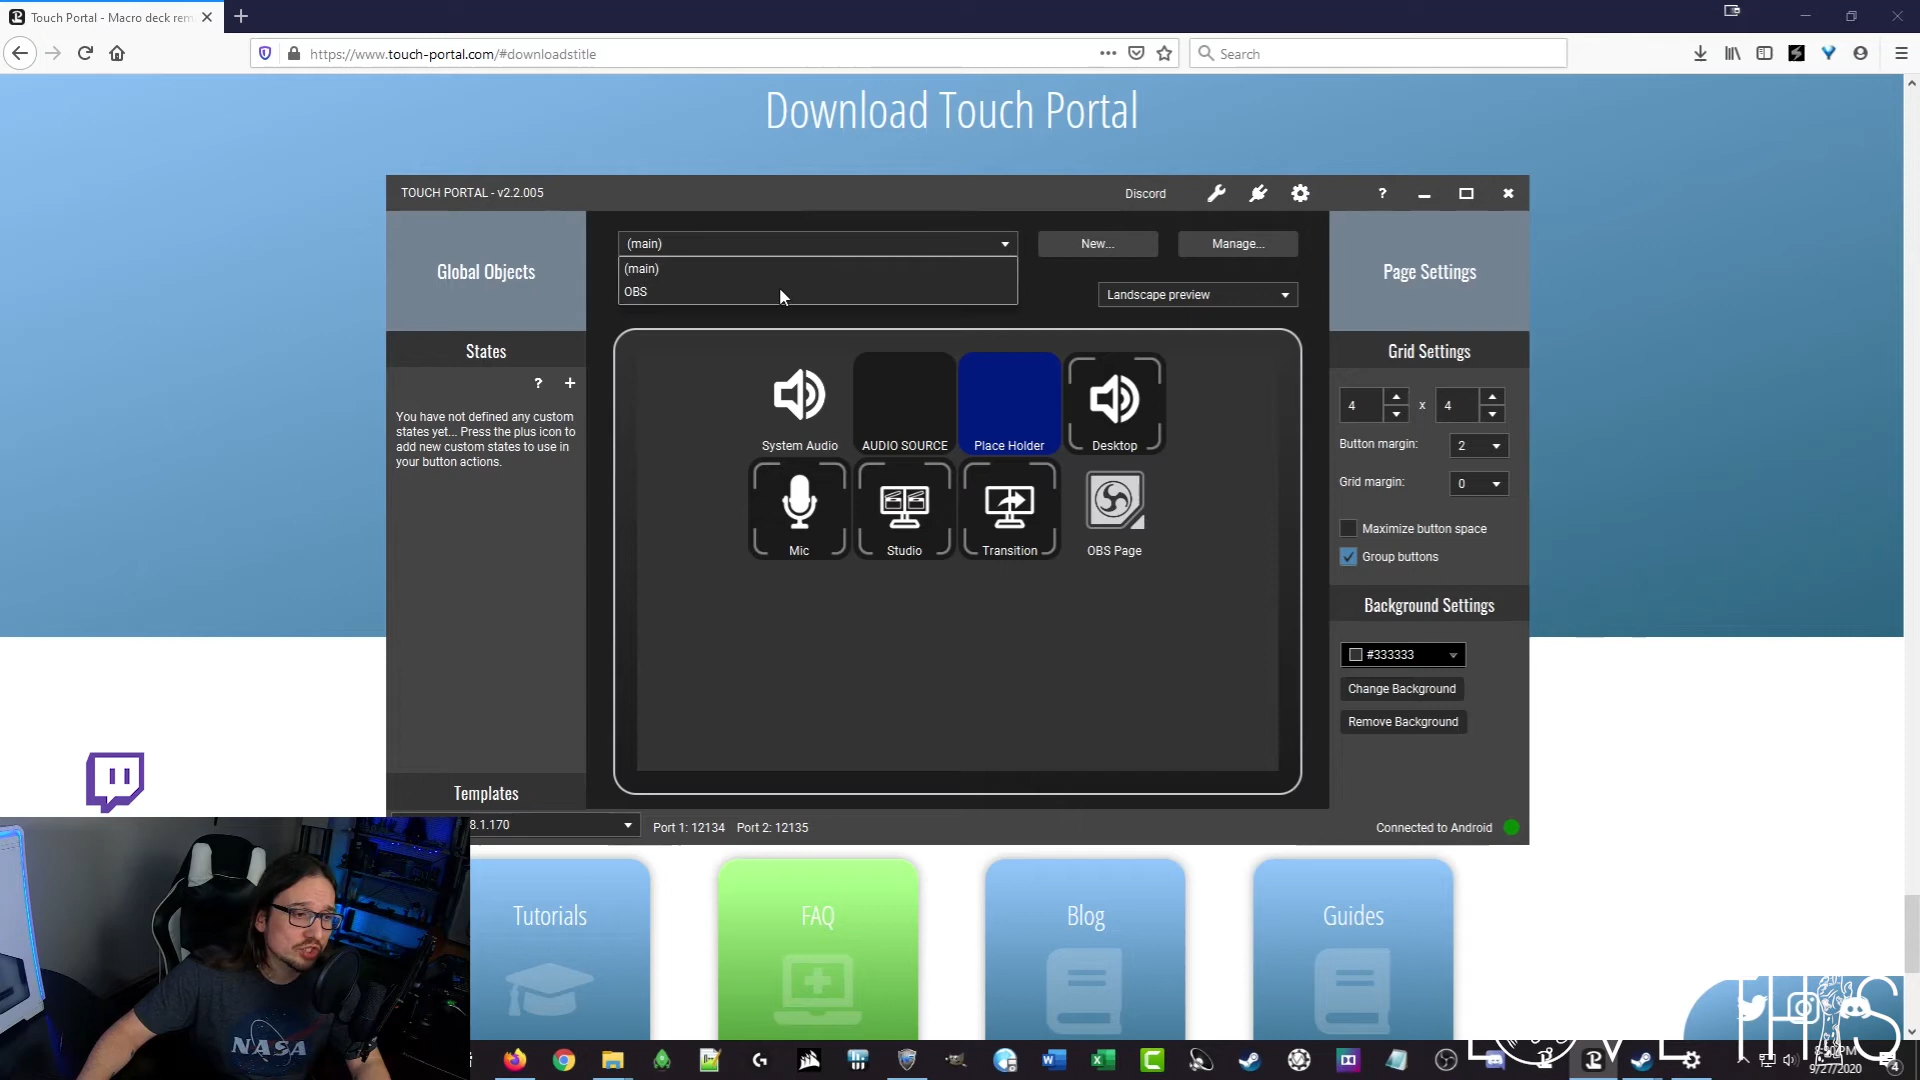 Touch Portal - Macro deck rem
https://www.touch-portal.com/#downloadstitle
Search
Download Touch Portal
TOUCH PORTAL - v2.2.005
Discord
?
Global Objects
(main)
New...
Manage...
Page Settings
(main)
OBS
Landscape preview
States
? +
You have not defined any custom
states yet... Press the plus icon to
add new custom states to use in
your button actions.
System Audio
AUDIO SOURCE
Place Holder
Desktop
Mic
Studio
Transition
OBS Page
Grid Settings
4 x 4
Button margin: 2
Grid margin: 0
Maximize button space
Group buttons
Background Settings
#333333
Change Background
Remove Background
Templates
8.1.170
Port 1: 12134 Port 2: 12135
Connected to Android
Tutorials
FAQ
Blog
Guides
NASA
THIS
9/27/2020
4